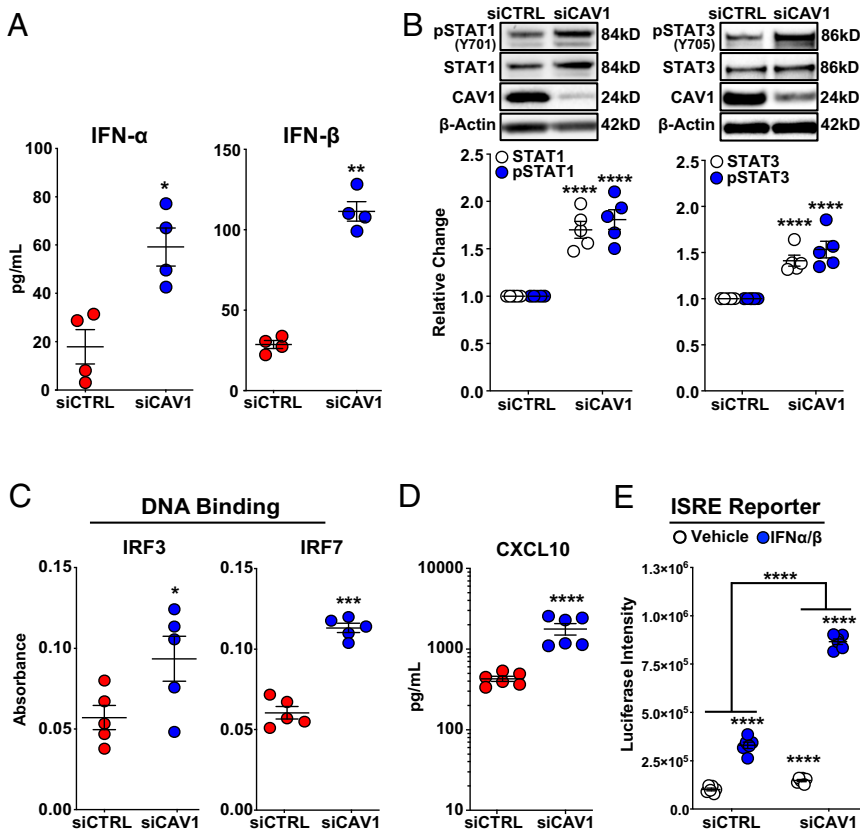 A
IFN-α
IFN-β
pg/mL
100
80
60
40
20
0
*
150
100
50
0
**
siCTRL siCAV1
siCTRL siCAV1
B
siCTRL siCAV1
pSTAT1
(Y701)
84kD
STAT1 84kD
CAV1 24kD
β-Actin 42kD
siCTRL siCAV1
pSTAT3
(Y705)
86kD
STAT3 86kD
CAV1 24kD
β-Actin 42kD
Relative Change
2.5
2.0
1.5
1.0
0.5
0.0
STAT1
pSTAT1
**** ****
siCTRL siCAV1
2.5
2.0
1.5
1.0
0.5
0.0
STAT3
pSTAT3
**** ****
siCTRL siCAV1
C
DNA Binding
IRF3
IRF7
Absorbance
0.15
0.10
0.05
0.00
*
0.15
0.10
0.05
0.00
***
siCTRL siCAV1
siCTRL siCAV1
D
CXCL10
pg/mL
10000
1000
100
10
****
siCTRL siCAV1
E
ISRE Reporter
Vehicle IFNα/β
Luciferase Intensity
1.3×10⁶
1.0×10⁶
7.5×10⁵
5.0×10⁵
2.5×10⁵
0
****
****
****
****
siCTRL siCAV1